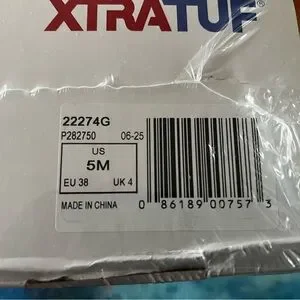 XTRATUF®
22274G
P282750 06-25
US
5M
EU 38 UK 4
MADE IN CHINA
0 86189 00757 3